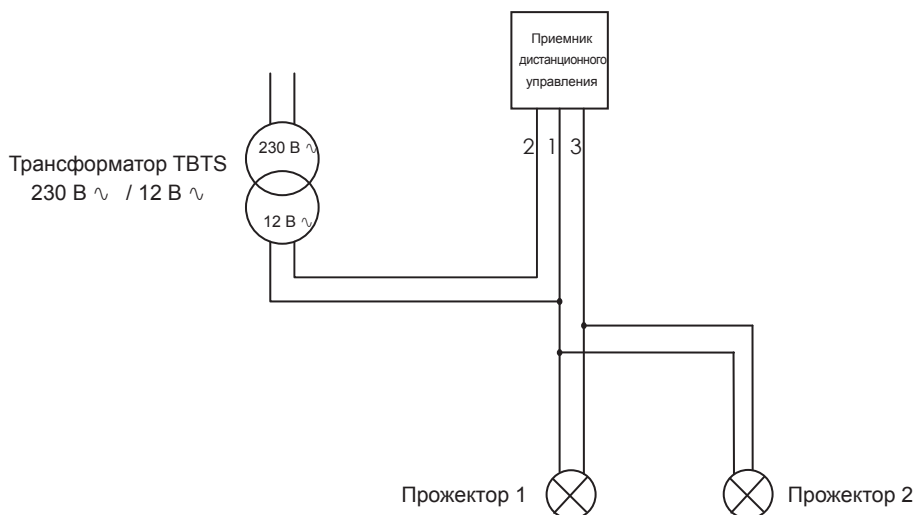 Приемник
дистанционного
управления
2 1 3
230 В ∿
Трансформатор TBTS
230 В ∿ / 12 В ∿
12 В ∿
Прожектор 1
Прожектор 2